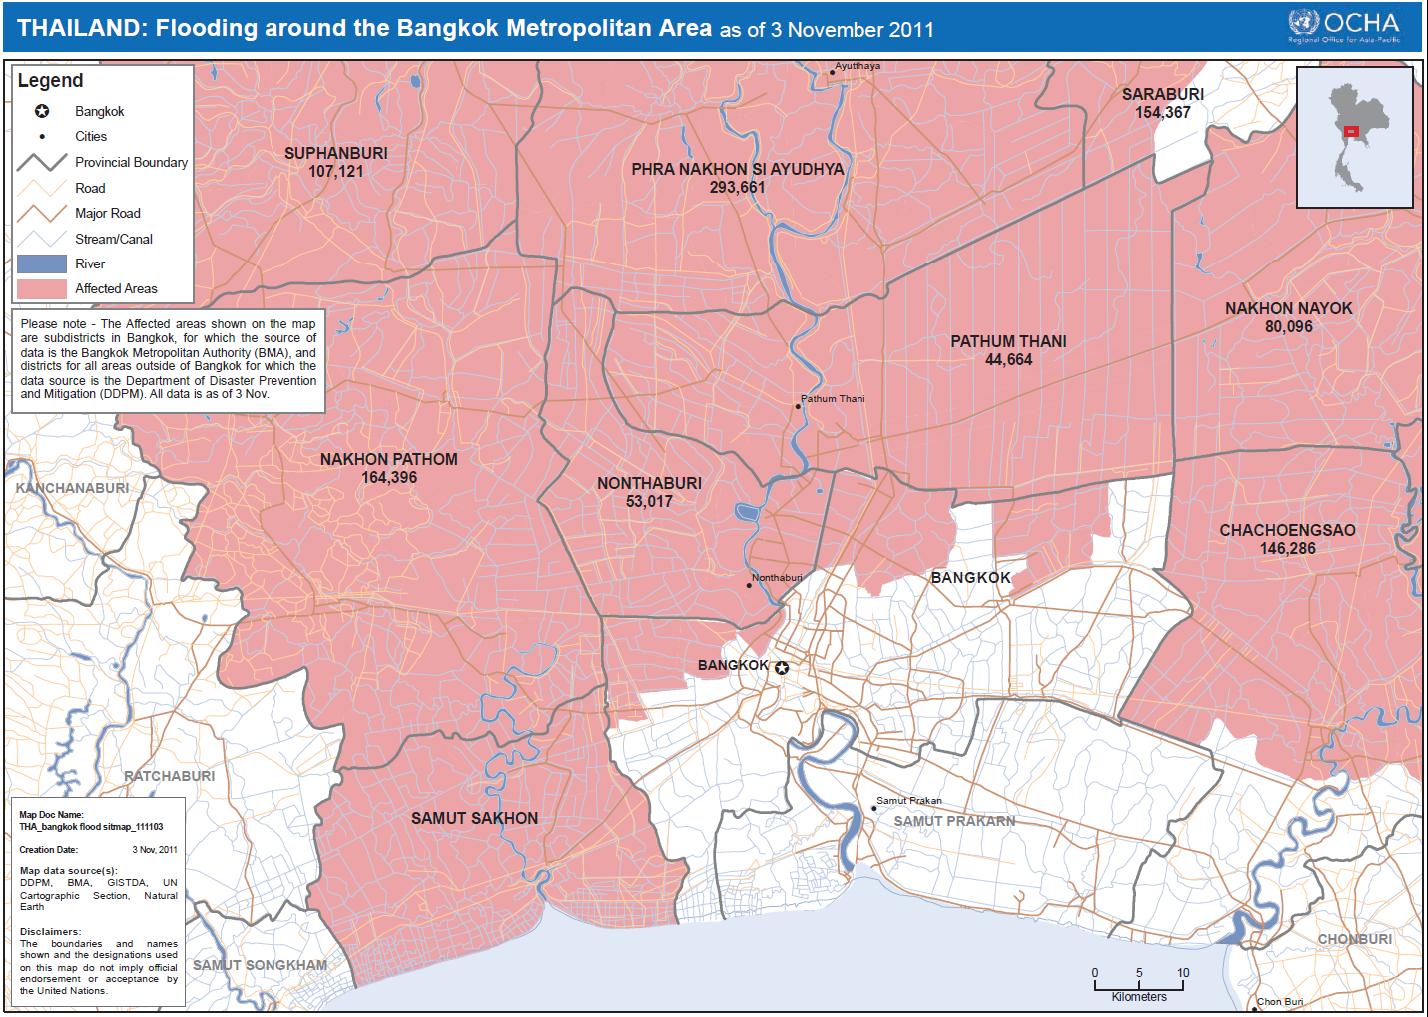 THAILAND: Flooding around the Bangkok Metropolitan Area as of 3 November 2011
OCHA
Regional Office for Asia-Pacific
Legend
Bangkok
Cities
Provincial Boundary
Road
Major Road
Stream/Canal
River
Affected Areas
Please note - The Affected areas shown on the map
are subdistricts in Bangkok, for which the source of
data is the Bangkok Metropolitan Authority (BMA), and
districts for all areas outside of Bangkok for which the
data source is the Department of Disaster Prevention
and Mitigation (DDPM). All data is as of 3 Nov.
Ayutthaya
SARABURI
154,367
SUPHANBURI
107,121
PHRA NAKHON SI AYUDHYA
293,661
NAKHON NAYOK
80,096
PATHUM THANI
44,664
Pathum Thani
NAKHON PATHOM
164,396
KANCHANABURI
NONTHABURI
53,017
CHACHOENGSAO
146,286
Nonthaburi
BANGKOK
BANGKOK
RATCHABURI
SAMUT SAKHON
Samut Prakan
SAMUT PRAKARN
CHONBURI
SAMUT SONGKHAM
Chon Buri
Map Doc Name:
THA_bangkok flood sitmap_111103
Creation Date: 3 Nov, 2011
Map data source(s):
DDPM, BMA, GISTDA, UN
Cartographic Section, Natural
Earth
Disclaimers:
The boundaries and names
shown and the designations used
on this map do not imply official
endorsement or acceptance by
the United Nations.
0 5 10
Kilometers